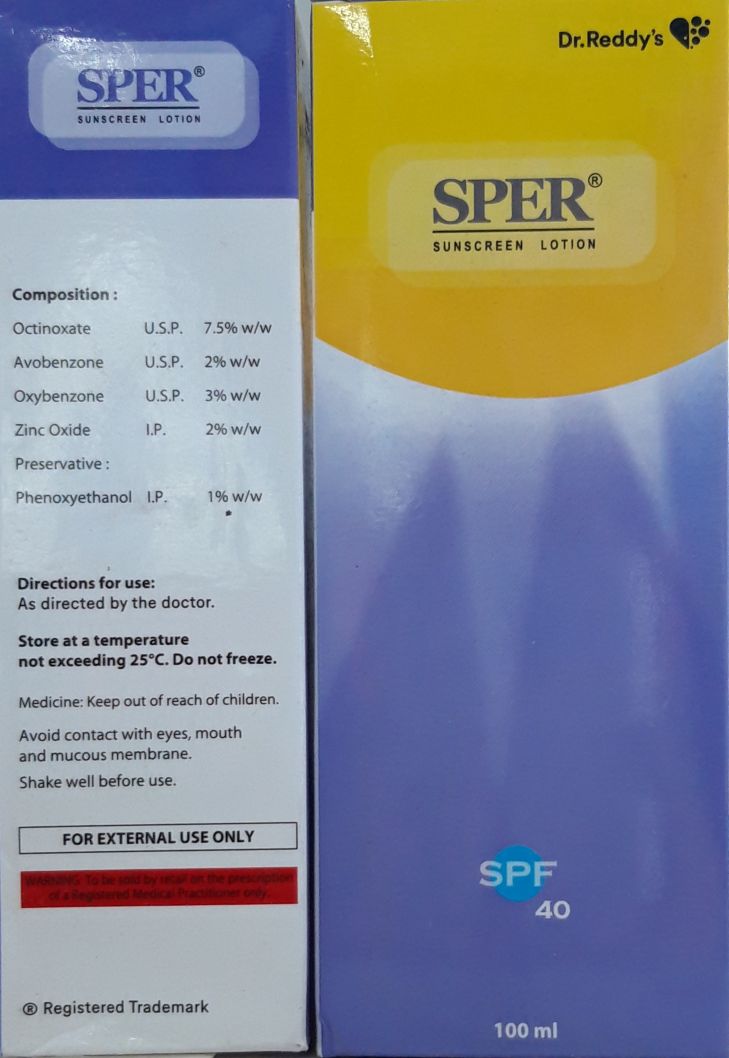 SPER®
SUNSCREEN LOTION
Composition :
Octinoxate U.S.P. 7.5% w/w
Avobenzone U.S.P. 2% w/w
Oxybenzone U.S.P. 3% w/w
Zinc Oxide I.P. 2% w/w
Preservative :
Phenoxyethanol I.P. 1% w/w
Directions for use:
As directed by the doctor.
Store at a temperature
not exceeding 25°C. Do not freeze.
Medicine: Keep out of reach of children.
Avoid contact with eyes, mouth
and mucous membrane.
Shake well before use.
FOR EXTERNAL USE ONLY
WARNING: To be sold by retail on the prescription
of a Registered Medical Practitioner only.
® Registered Trademark
Dr.Reddy's
SPER®
SUNSCREEN LOTION
SPF
40
100 ml